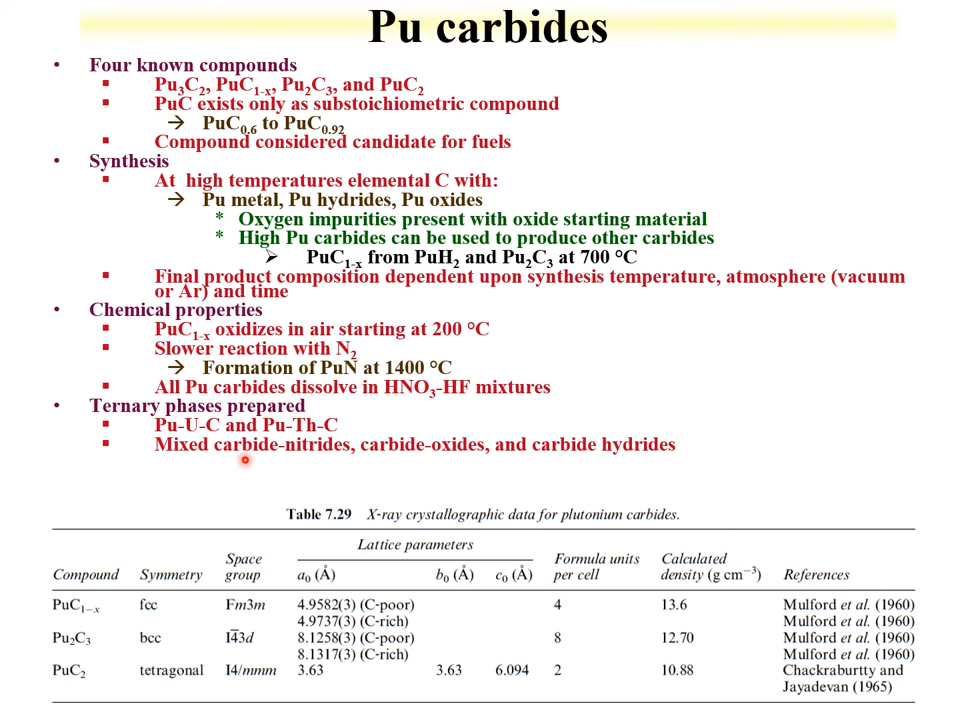 Pu carbides
• Four known compounds
▪ Pu₃C₂, PuC₁₋ₓ, Pu₂C₃, and PuC₂
▪ PuC exists only as substoichiometric compound
→ PuC₀.₆ to PuC₀.₉₂
▪ Compound considered candidate for fuels
• Synthesis
▪ At high temperatures elemental C with:
→ Pu metal, Pu hydrides, Pu oxides
* Oxygen impurities present with oxide starting material
* High Pu carbides can be used to produce other carbides
➢ PuC₁₋ₓ from PuH₂ and Pu₂C₃ at 700 °C
▪ Final product composition dependent upon synthesis temperature, atmosphere (vacuum
or Ar) and time
• Chemical properties
▪ PuC₁₋ₓ oxidizes in air starting at 200 °C
▪ Slower reaction with N₂
→ Formation of PuN at 1400 °C
▪ All Pu carbides dissolve in HNO₃-HF mixtures
• Ternary phases prepared
▪ Pu-U-C and Pu-Th-C
▪ Mixed carbide-nitrides, carbide-oxides, and carbide hydrides
Table 7.29 X-ray crystallographic data for plutonium carbides.
Lattice parameters
Space Formula units Calculated
Compound Symmetry group a₀ (Å) b₀ (Å) c₀ (Å) per cell density (g cm⁻³) References
PuC₁₋ₓ fcc Fm3m 4.9582(3) (C-poor) 4 13.6 Mulford et al. (1960)
4.9737(3) (C-rich) Mulford et al. (1960)
Pu₂C₃ bcc I4̅3d 8.1258(3) (C-poor) 8 12.70 Mulford et al. (1960)
8.1317(3) (C-rich) Mulford et al. (1960)
PuC₂ tetragonal I4/mmm 3.63 3.63 6.094 2 10.88 Chackraburtty and
Jayadevan (1965)